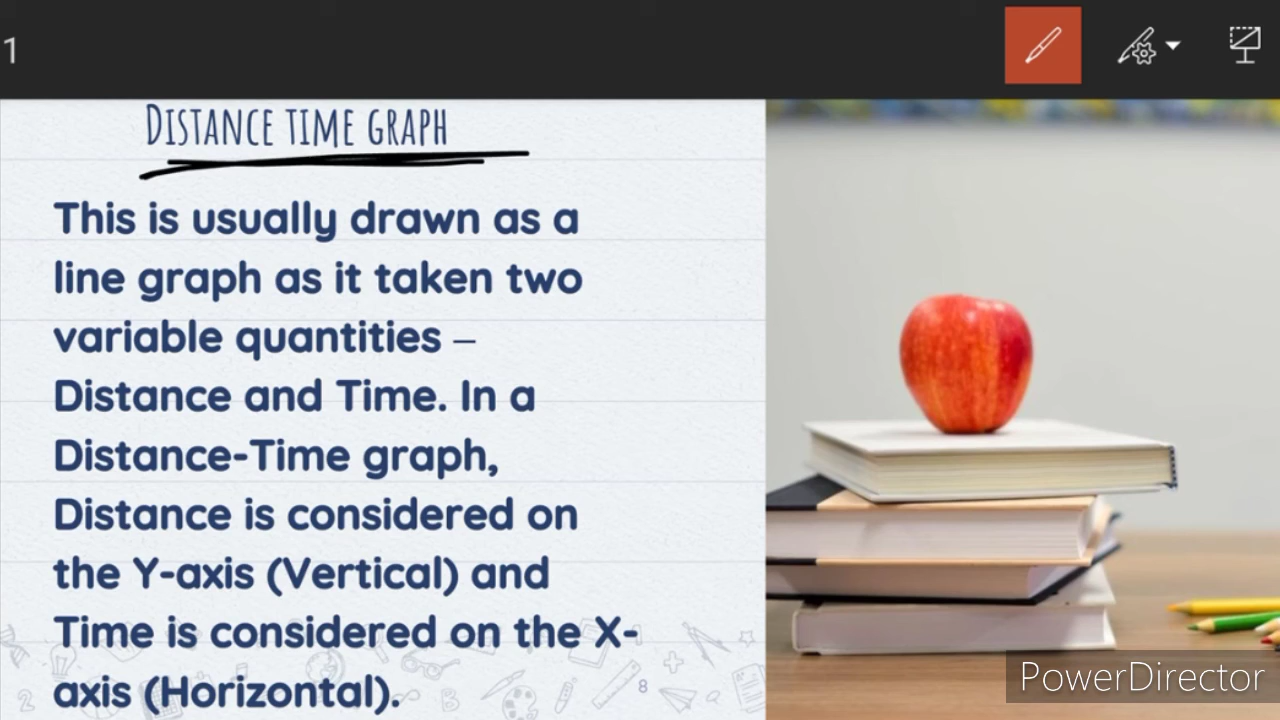 1
DISTANCE TIME GRAPH
This is usually drawn as a
line graph as it taken two
variable quantities –
Distance and Time. In a
Distance-Time graph,
Distance is considered on
the Y-axis (Vertical) and
Time is considered on the X-
axis (Horizontal).
8
PowerDirector